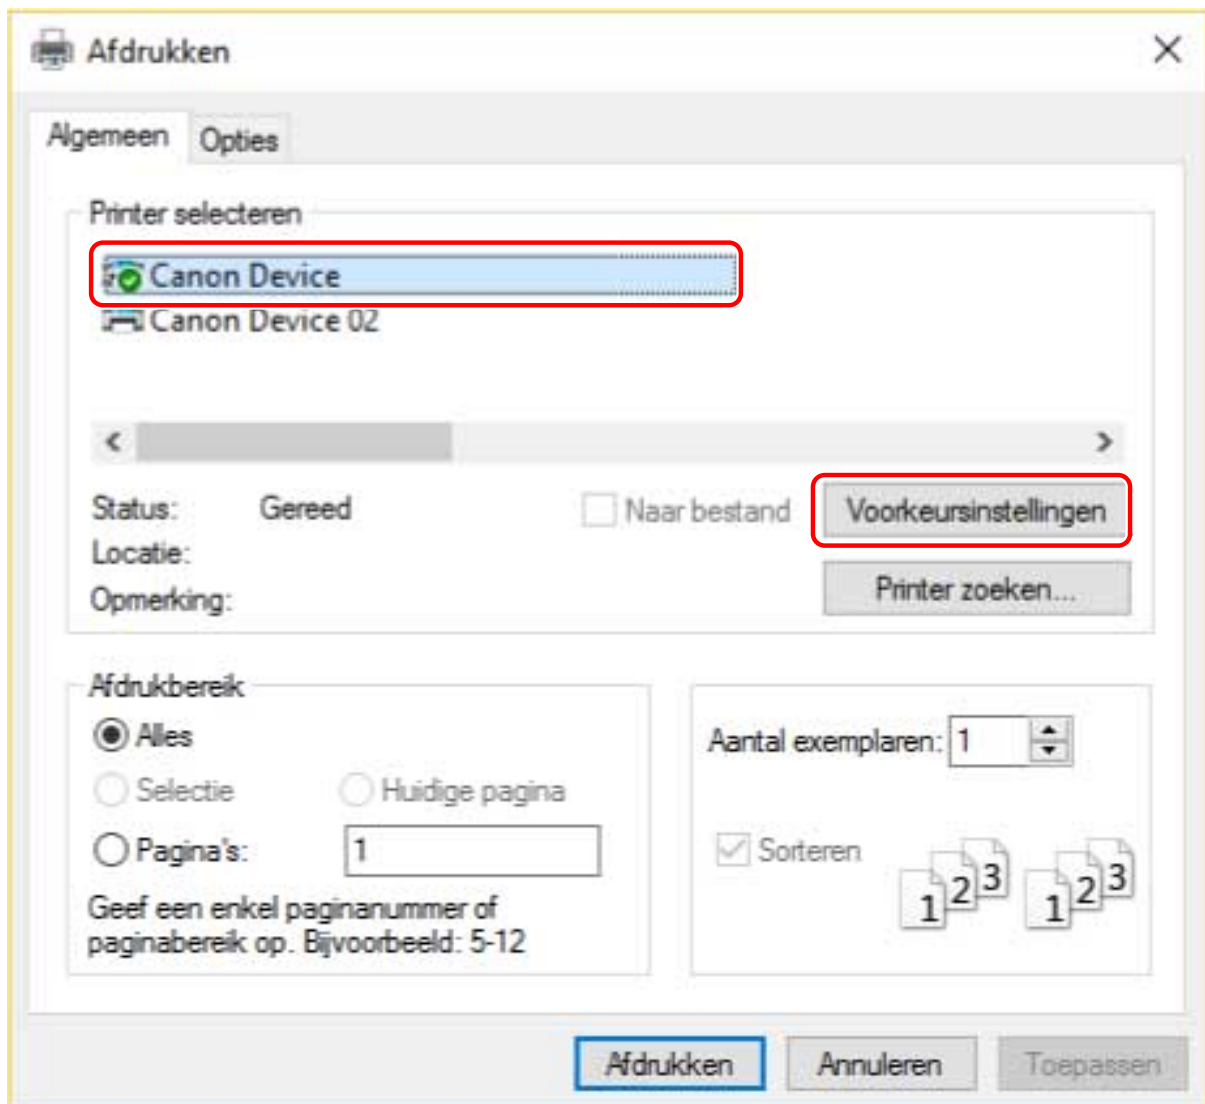 Afdrukken
Algemeen
Opties
Printer selecteren
Canon Device
Canon Device 02
Status: Gereed
Naar bestand
Voorkeursinstellingen
Locatie:
Opmerking:
Printer zoeken...
Afdrukbereik
Alles
Selectie
Huidige pagina
Pagina's: 1
Geef een enkel paginanummer of
paginabereik op. Bijvoorbeeld: 5-12
Aantal exemplaren: 1
Sorteren
1 2 3 1 2 3
Afdrukken
Annuleren
Toepassen